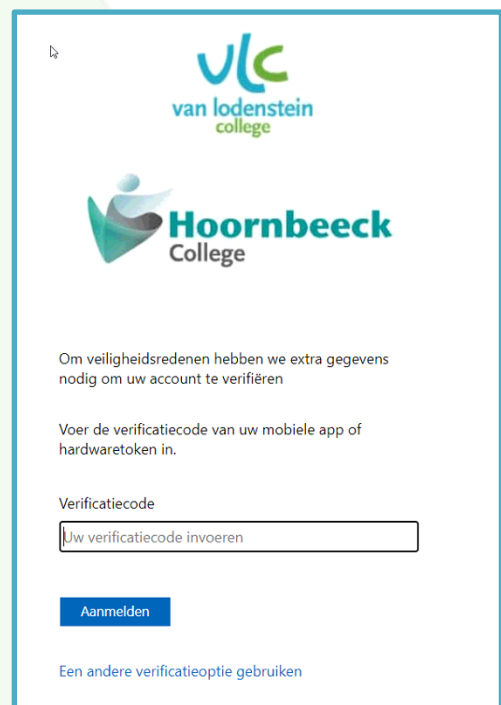 vlc
van lodenstein
college
Hoornbeeck
College
Om veiligheidsredenen hebben we extra gegevens
nodig om uw account te verifiëren
Voer de verificatiecode van uw mobiele app of
hardwaretoken in.
Verificatiecode
Uw verificatiecode invoeren
Aanmelden
Een andere verificatieoptie gebruiken